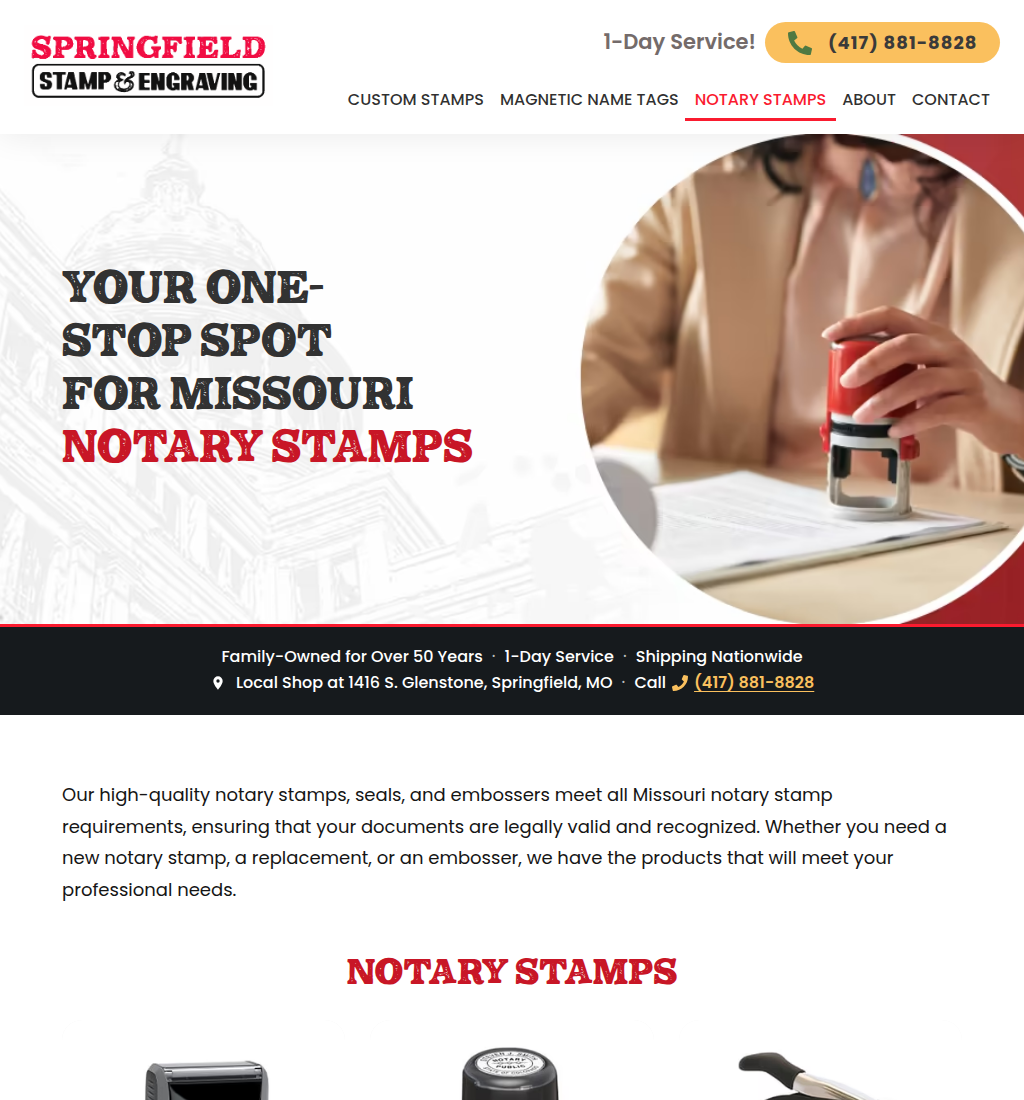 SPRINGFIELD
STAMP & ENGRAVING
1-Day Service!
(417) 881-8828
CUSTOM STAMPS
MAGNETIC NAME TAGS
NOTARY STAMPS
ABOUT
CONTACT
YOUR ONE-
STOP SPOT
FOR MISSOURI
NOTARY STAMPS
Family-Owned for Over 50 Years · 1-Day Service · Shipping Nationwide
Local Shop at 1416 S. Glenstone, Springfield, MO · Call (417) 881-8828
Our high-quality notary stamps, seals, and embossers meet all Missouri notary stamp
requirements, ensuring that your documents are legally valid and recognized. Whether you need a
new notary stamp, a replacement, or an embosser, we have the products that will meet your
professional needs.
NOTARY STAMPS
NOTARY
PUBLIC